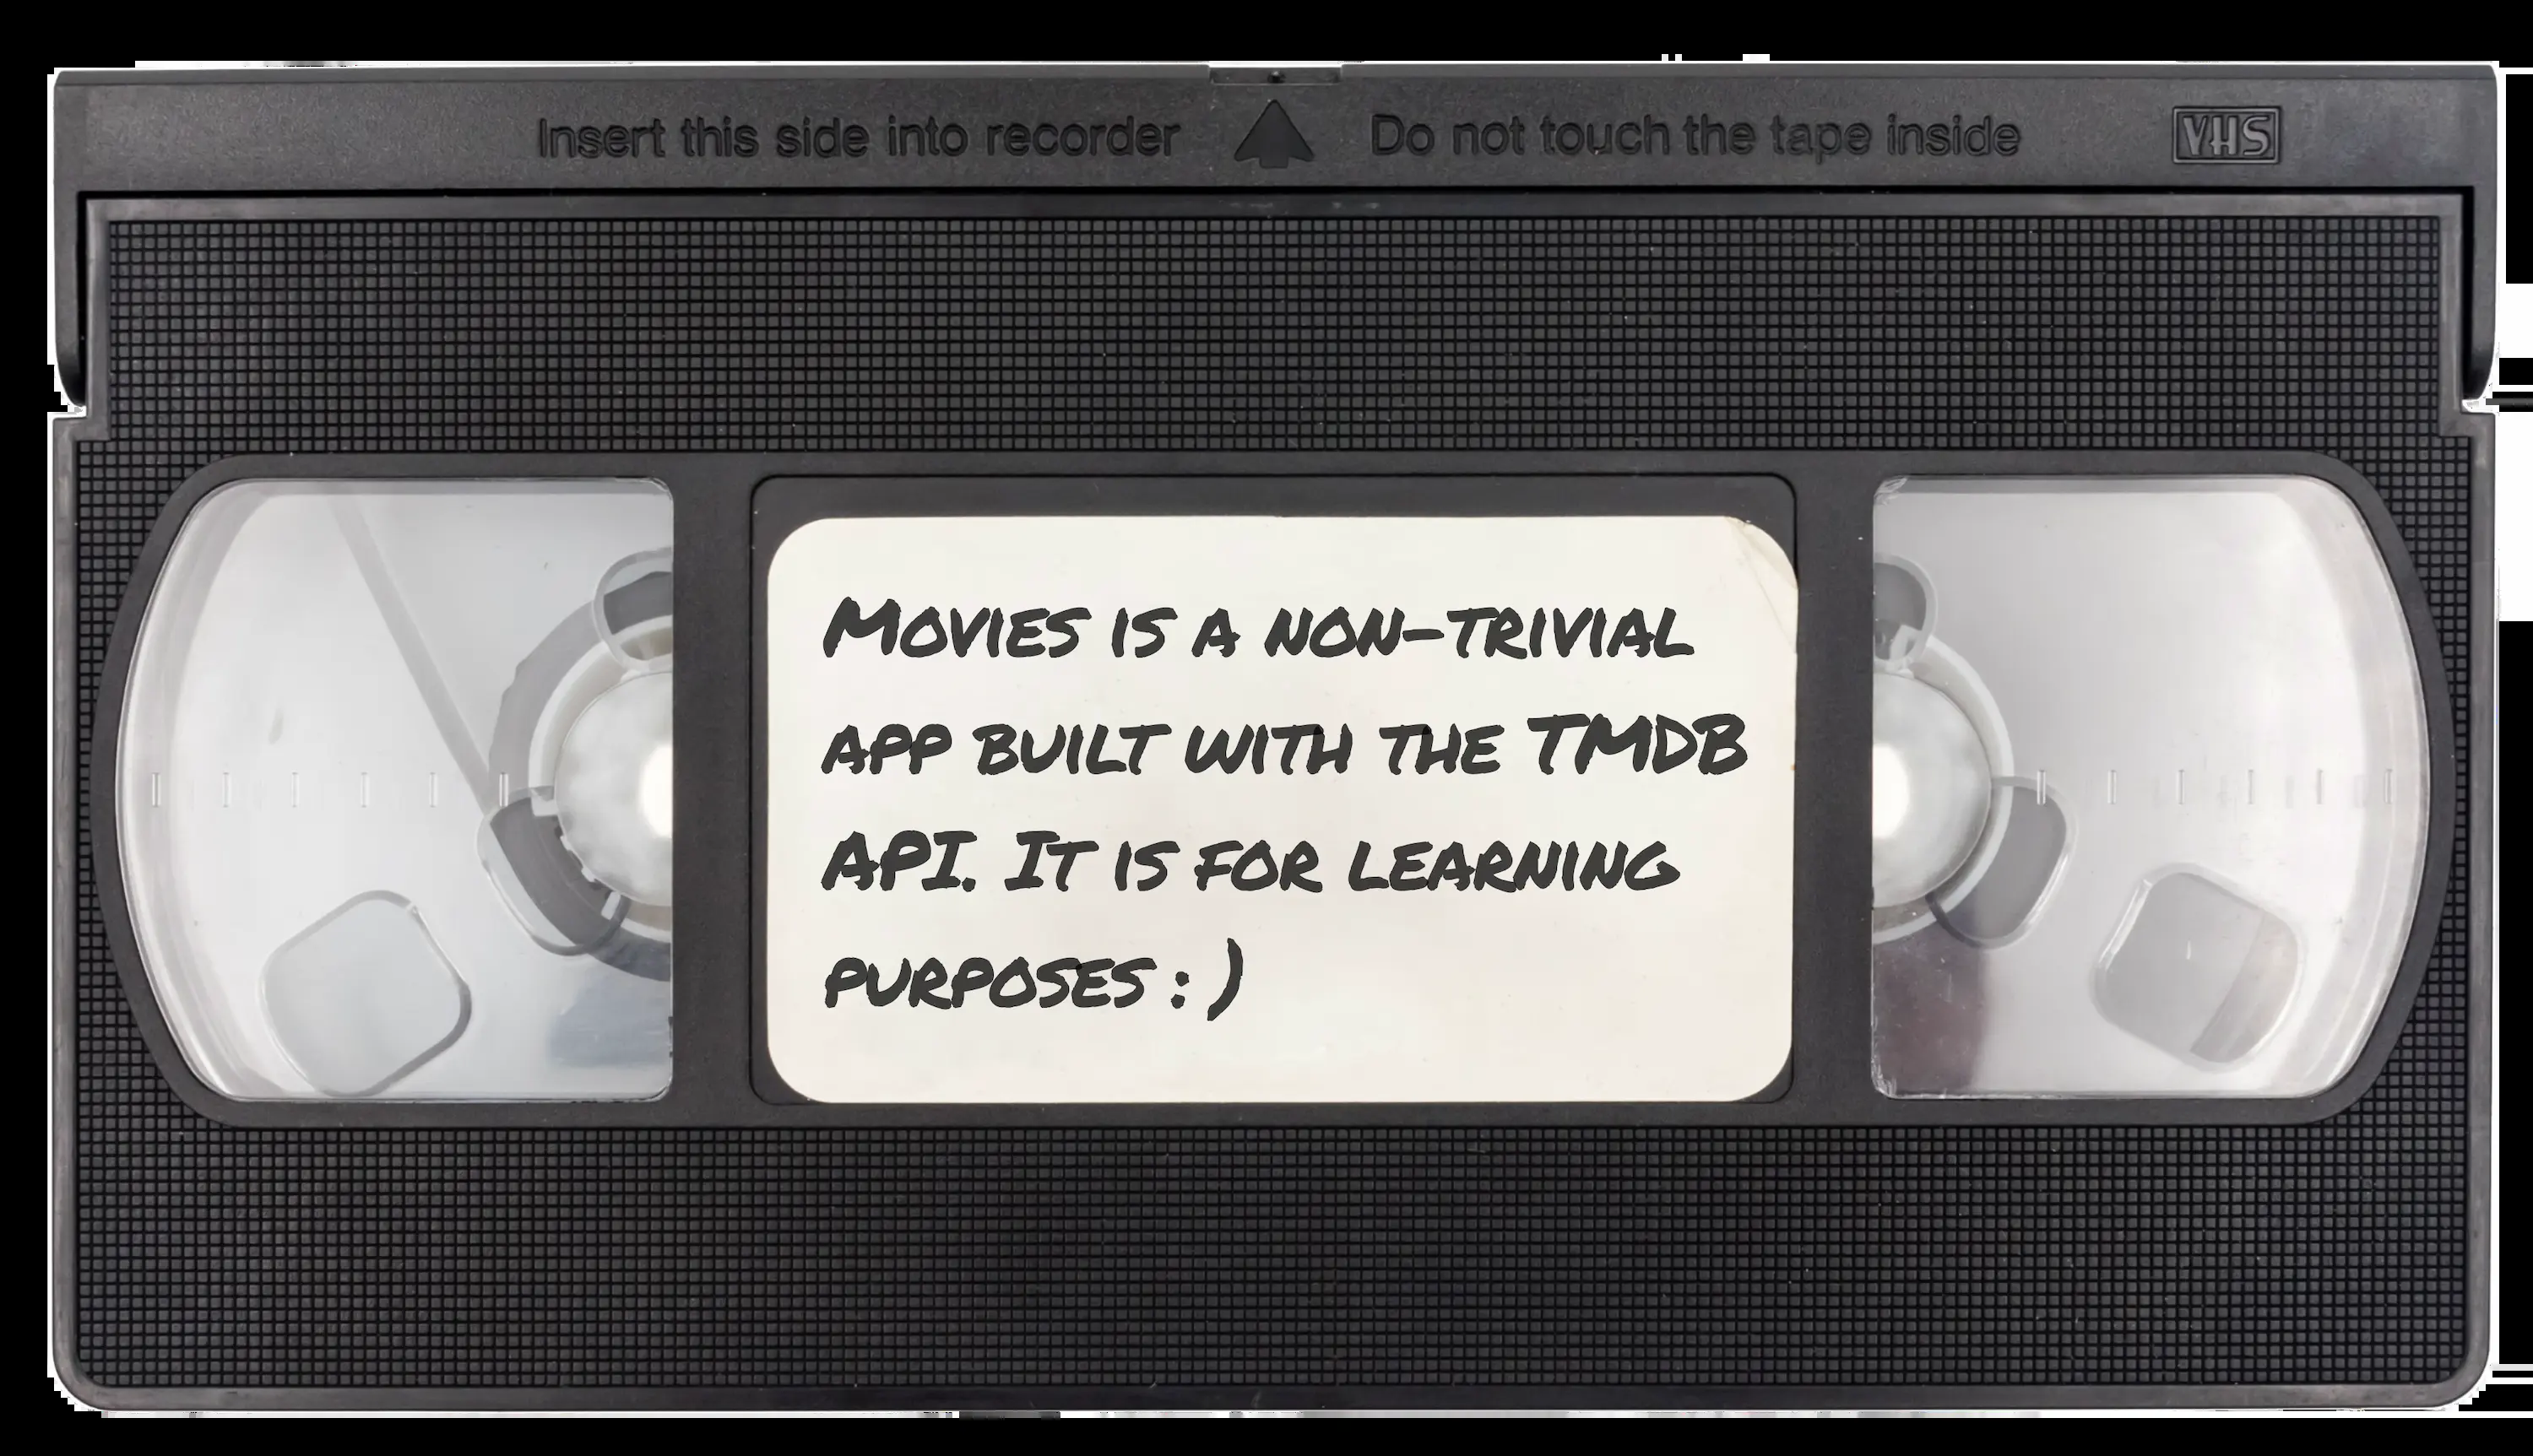 Insert this side into recorder Do not touch the tape inside VHS
Movies is a non-trivial
app built with the TMDB
API. It is for learning
purposes : )